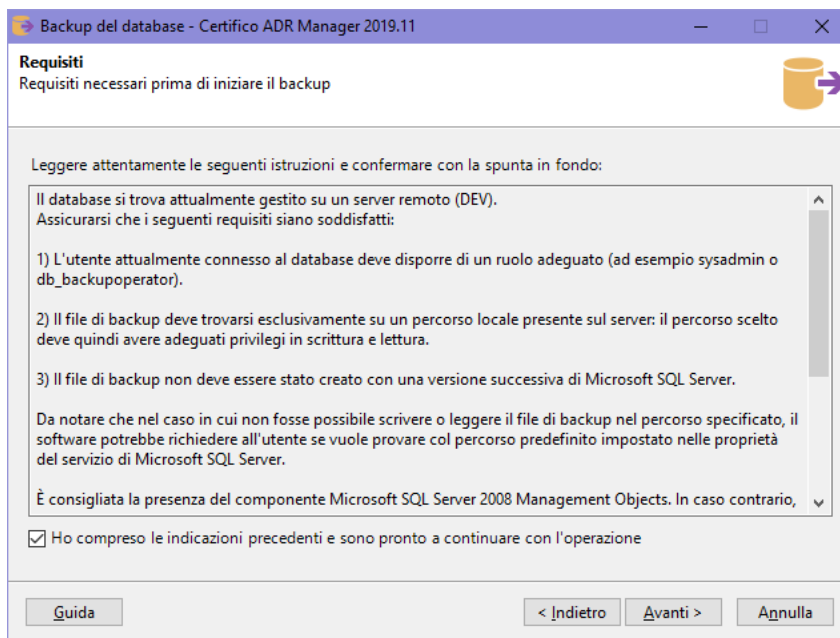 Backup del database - Certifico ADR Manager 2019.11
Requisiti
Requisiti necessari prima di iniziare il backup
Leggere attentamente le seguenti istruzioni e confermare con la spunta in fondo:
Il database si trova attualmente gestito su un server remoto (DEV).
Assicurarsi che i seguenti requisiti siano soddisfatti:
1) L'utente attualmente connesso al database deve disporre di un ruolo adeguato (ad esempio sysadmin o
db_backupoperator).
2) Il file di backup deve trovarsi esclusivamente su un percorso locale presente sul server: il percorso scelto
deve quindi avere adeguati privilegi in scrittura e lettura.
3) Il file di backup non deve essere stato creato con una versione successiva di Microsoft SQL Server.
Da notare che nel caso in cui non fosse possibile scrivere o leggere il file di backup nel percorso specificato, il
software potrebbe richiedere all'utente se vuole provare col percorso predefinito impostato nelle proprietà
del servizio di Microsoft SQL Server.
È consigliata la presenza del componente Microsoft SQL Server 2008 Management Objects. In caso contrario,
Ho compreso le indicazioni precedenti e sono pronto a continuare con l'operazione
Guida
< Indietro
Avanti >
Annulla